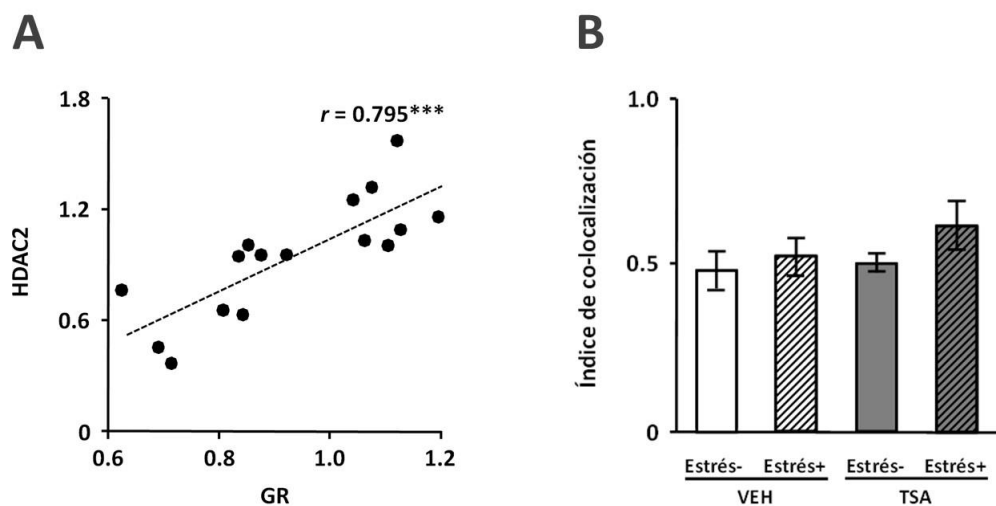 A
B
1.8
r = 0.795***
1.2
0.6
0
HDAC2
0.6
0.8
1.0
1.2
GR
1.0
0.5
0
Índice de co-localización
Estrés- Estrés+ Estrés- Estrés+
VEH TSA